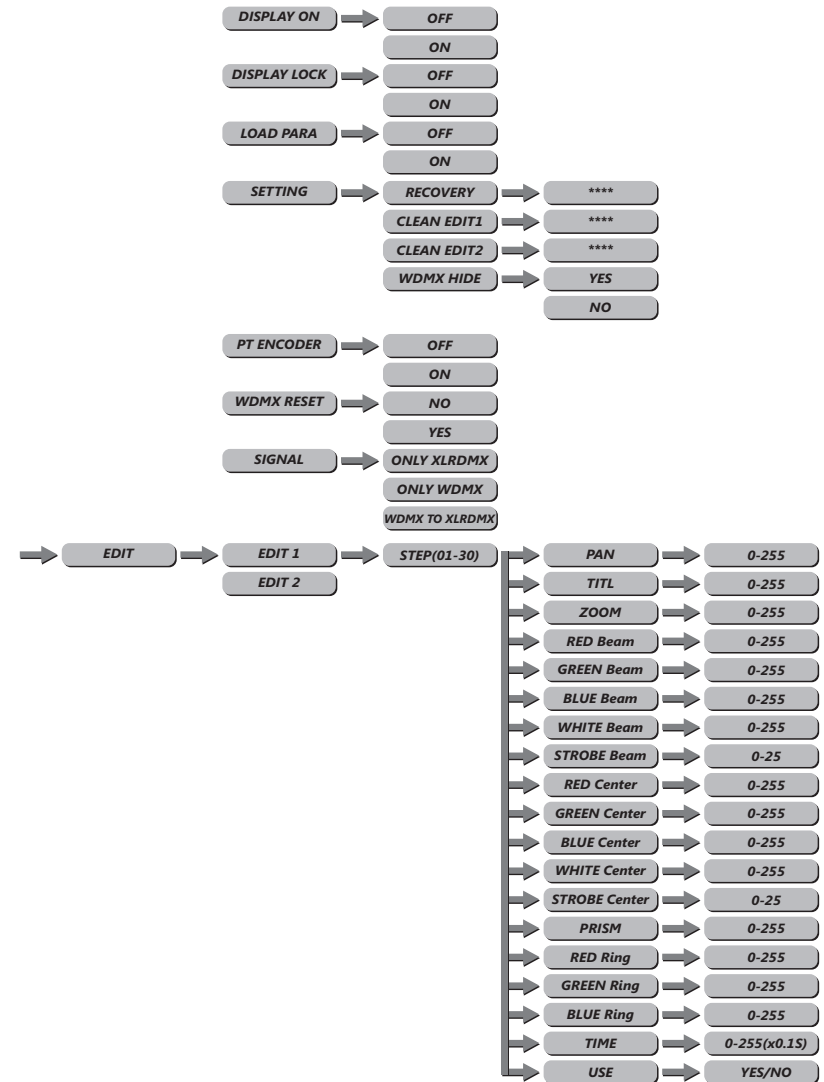 DISPLAY ON OFF
ON
DISPLAY LOCK OFF
ON
LOAD PARA OFF
ON
SETTING RECOVERY ****
CLEAN EDIT1 ****
CLEAN EDIT2 ****
WDMX HIDE YES
NO
PT ENCODER OFF
ON
WDMX RESET NO
YES
SIGNAL ONLY XLRDMX
ONLY WDMX
WDMX TO XLRDMX
EDIT EDIT 1 STEP(01-30) PAN 0-255
EDIT 2 TITL 0-255
ZOOM 0-255
RED Beam 0-255
GREEN Beam 0-255
BLUE Beam 0-255
WHITE Beam 0-255
STROBE Beam 0-25
RED Center 0-255
GREEN Center 0-255
BLUE Center 0-255
WHITE Center 0-255
STROBE Center 0-25
PRISM 0-255
RED Ring 0-255
GREEN Ring 0-255
BLUE Ring 0-255
TIME 0-255(x0.1S)
USE YES/NO